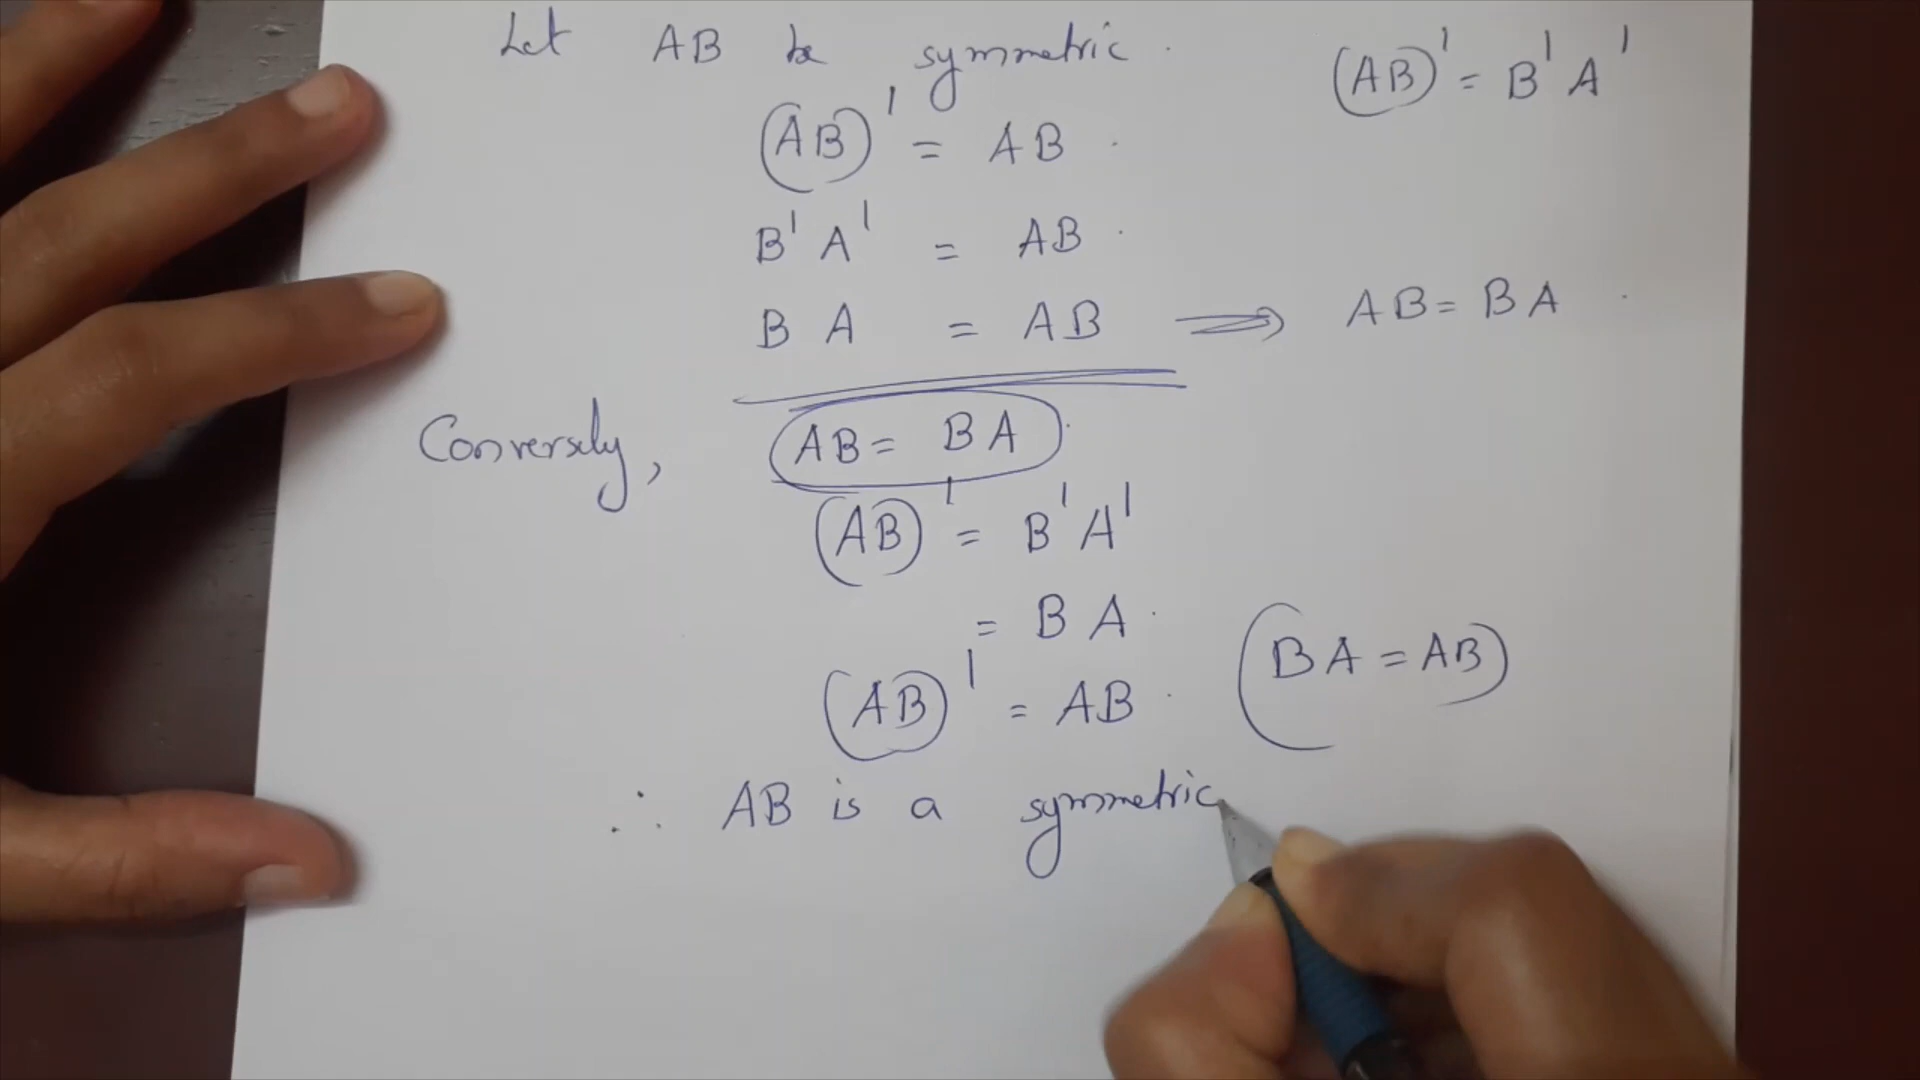 Let AB be symmetric.
(AB)' = B'A'
(AB)' = AB.
B'A' = AB.
BA = AB ⟹ AB = BA.
Conversely, AB = BA.
(AB)' = B'A'
= BA.
(AB)' = AB. (BA = AB)
∴ AB is a symmetric